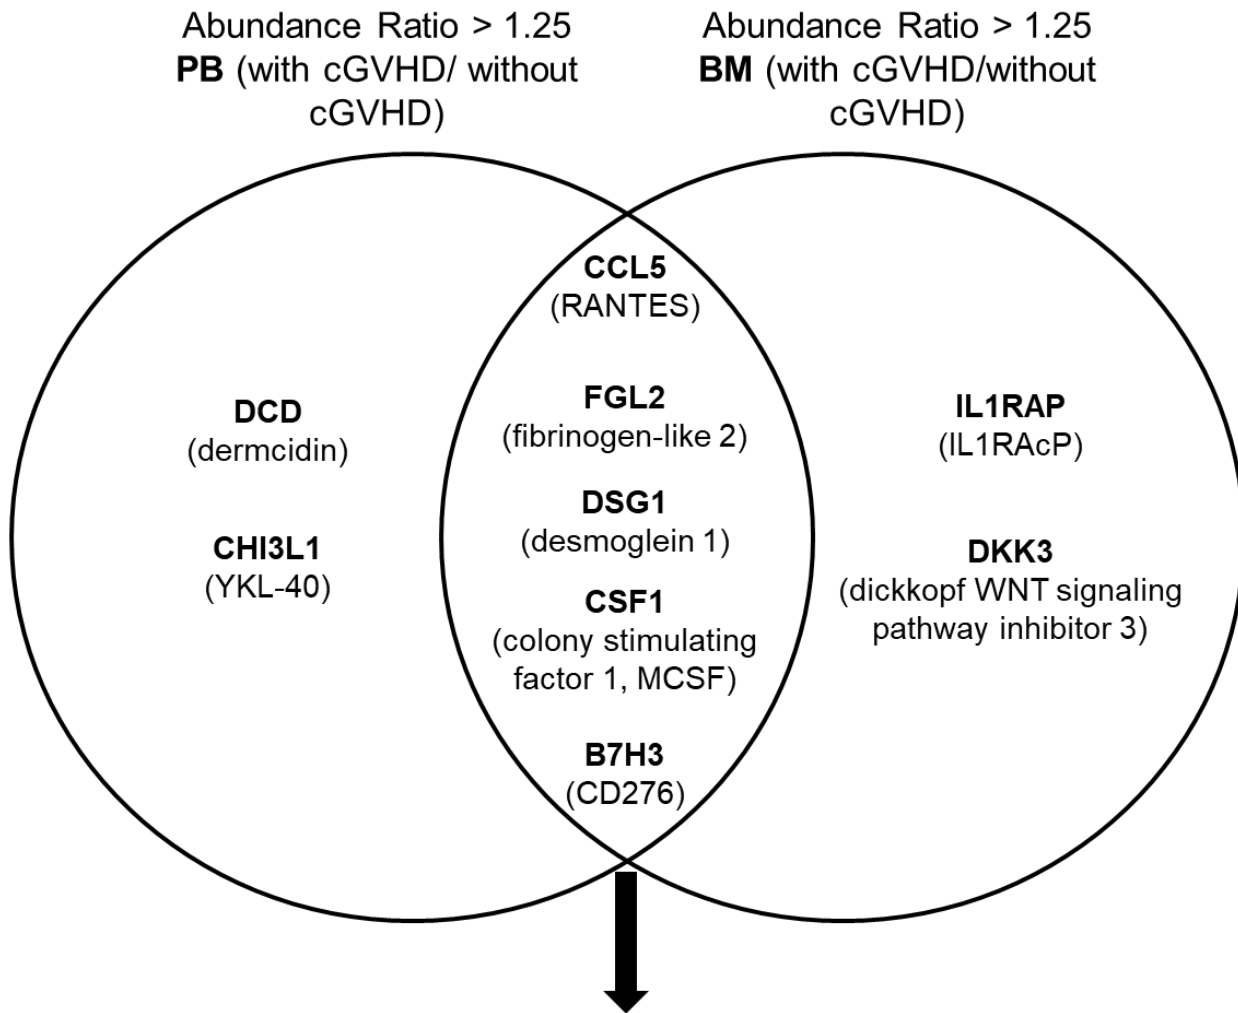 Abundance Ratio > 1.25
PB (with cGVHD/ without
cGVHD)
Abundance Ratio > 1.25
BM (with cGVHD/without
cGVHD)
DCD
(dermcidin)
CHI3L1
(YKL-40)
CCL5
(RANTES)
FGL2
(fibrinogen-like 2)
DSG1
(desmoglein 1)
CSF1
(colony stimulating
factor 1, MCSF)
B7H3
(CD276)
IL1RAP
(IL1RAcP)
DKK3
(dickkopf WNT signaling
pathway inhibitor 3)